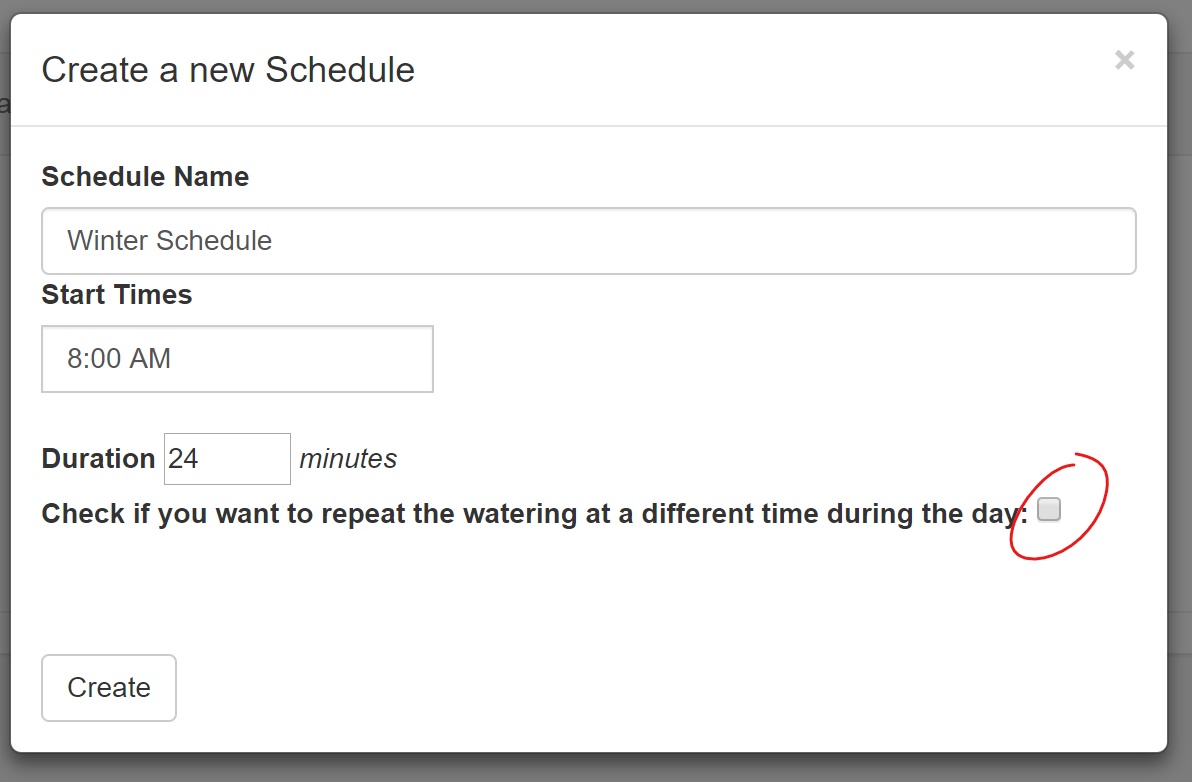 Create a new Schedule ×
a
Schedule Name
Winter Schedule
Start Times
8:00 AM
Duration 24 minutes
Check if you want to repeat the watering at a different time during the day:
Create